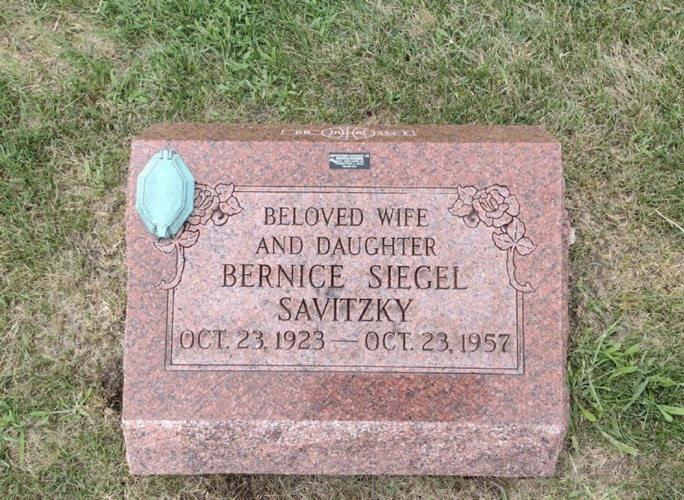 BELOVED WIFE
AND DAUGHTER
BERNICE SIEGEL
SAVITZKY
OCT. 23, 1923 — OCT. 23, 1957